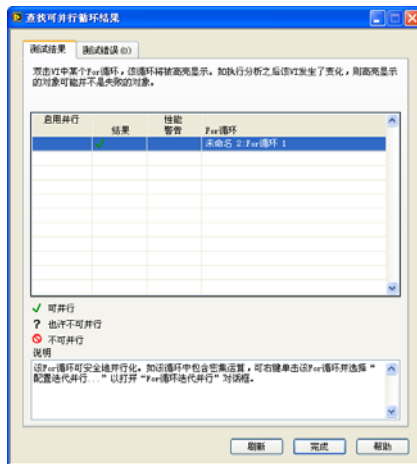 查找可并行循环结果
测试结果 测试错误 (0)
双击VI中某个For循环，该循环将被高亮显示。如执行分析之后该VI发生了变化，则高亮显示
的对象可能并不是失败的对象。
启用并行 结果 性能警告 For循环
未命名 2:For循环 1
可并行
? 也许不可并行
不可并行
说明
该For循环可安全地并行化。如该循环中包含密集运算，可右键单击该For循环并选择“
配置迭代并行..."以打开“For循环迭代并行”对话框。
刷新 完成 帮助